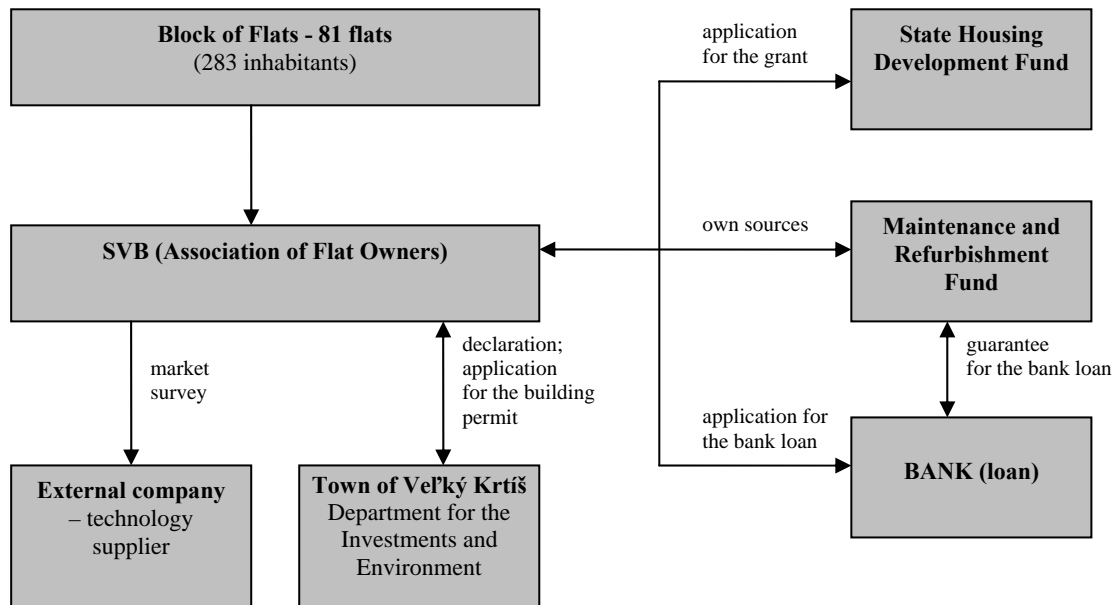 Block of Flats - 81 flats
(283 inhabitants)
application
for the grant
State Housing
Development Fund
SVB (Association of Flat Owners)
own sources
Maintenance and
Refurbishment
Fund
market
survey
declaration;
application
for the building
permit
guarantee
for the bank loan
application for
the bank loan
External company
– technology
supplier
Town of Veľký Krtíš
Department for the
Investments and
Environment
BANK (loan)